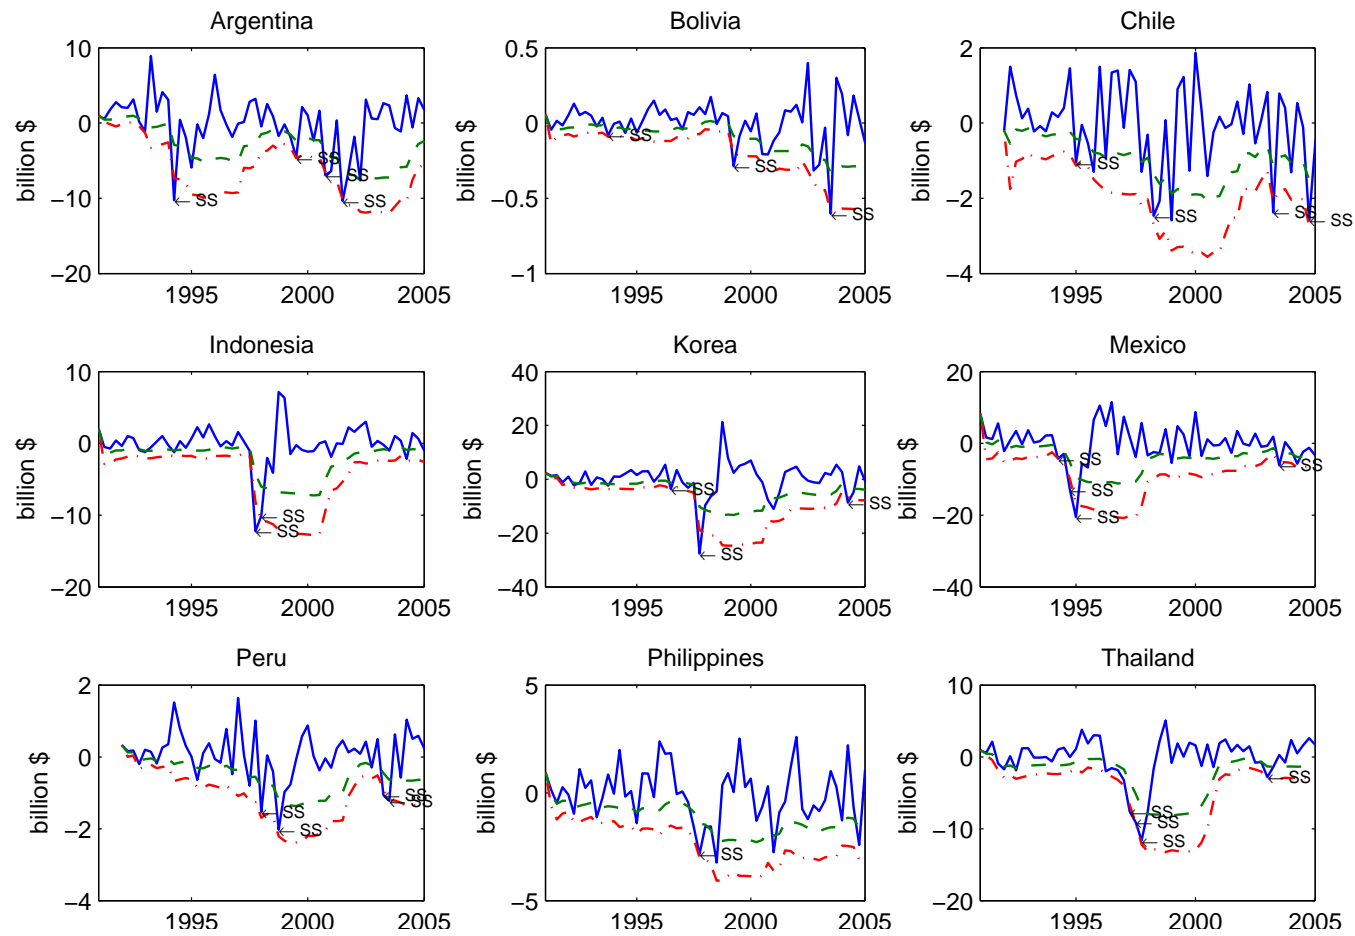 Argentina
billion $
10
0
−10
−20
1995 2000 2005
SS
SS
SS
SS
Bolivia
0.5
0
−0.5
−1
1995 2000 2005
SS
SS
SS
Chile
billion $
2
0
−2
−4
1995 2000 2005
SS
SS
SS
SS
Indonesia
billion $
10
0
−10
−20
1995 2000 2005
SS
SS
Korea
billion $
40
20
0
−20
−40
1995 2000 2005
SS
SS
SS
Mexico
billion $
20
0
−20
−40
1995 2000 2005
SS
SS
SS
SS
Peru
billion $
2
0
−2
−4
1995 2000 2005
SS
SS
SS
SS
Philippines
billion $
5
0
−5
1995 2000 2005
SS
Thailand
billion $
10
0
−10
−20
1995 2000 2005
SS
SS
SS
SS